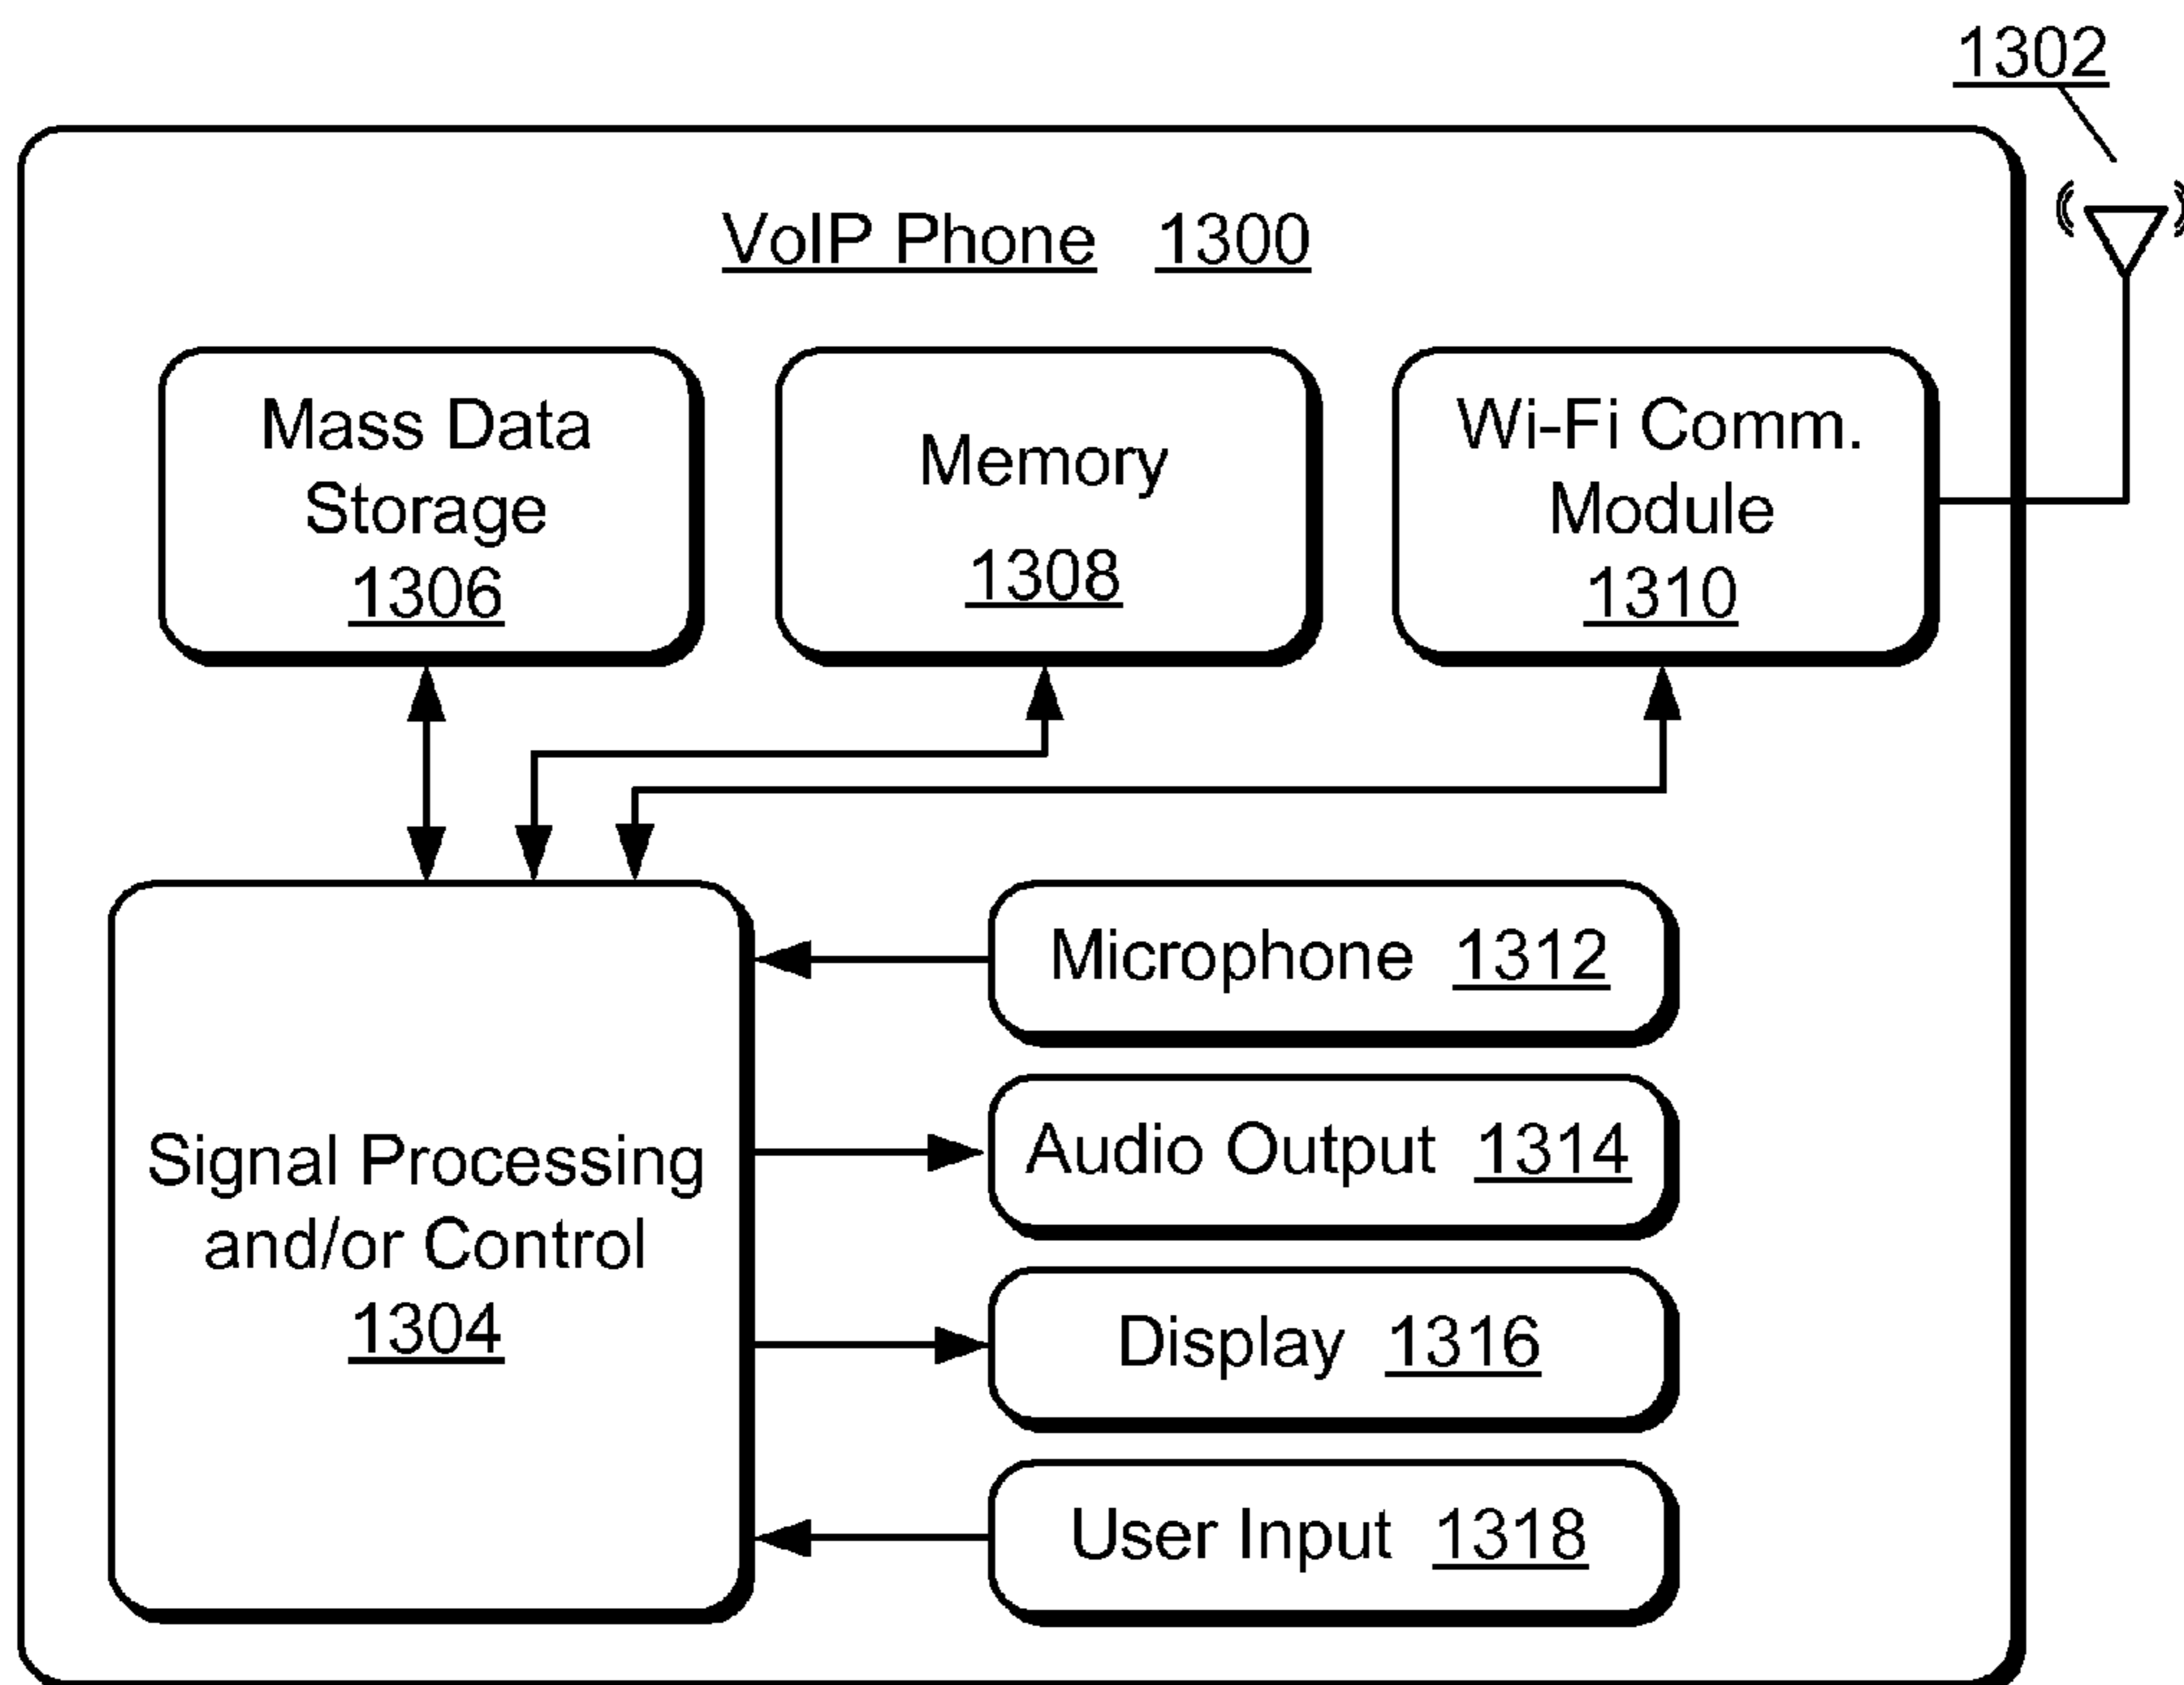 1302
VoIP Phone 1300
Mass Data
Storage
1306
Memory
1308
Wi-Fi Comm.
Module
1310
Signal Processing
and/or Control
1304
Microphone 1312
Audio Output 1314
Display 1316
User Input 1318